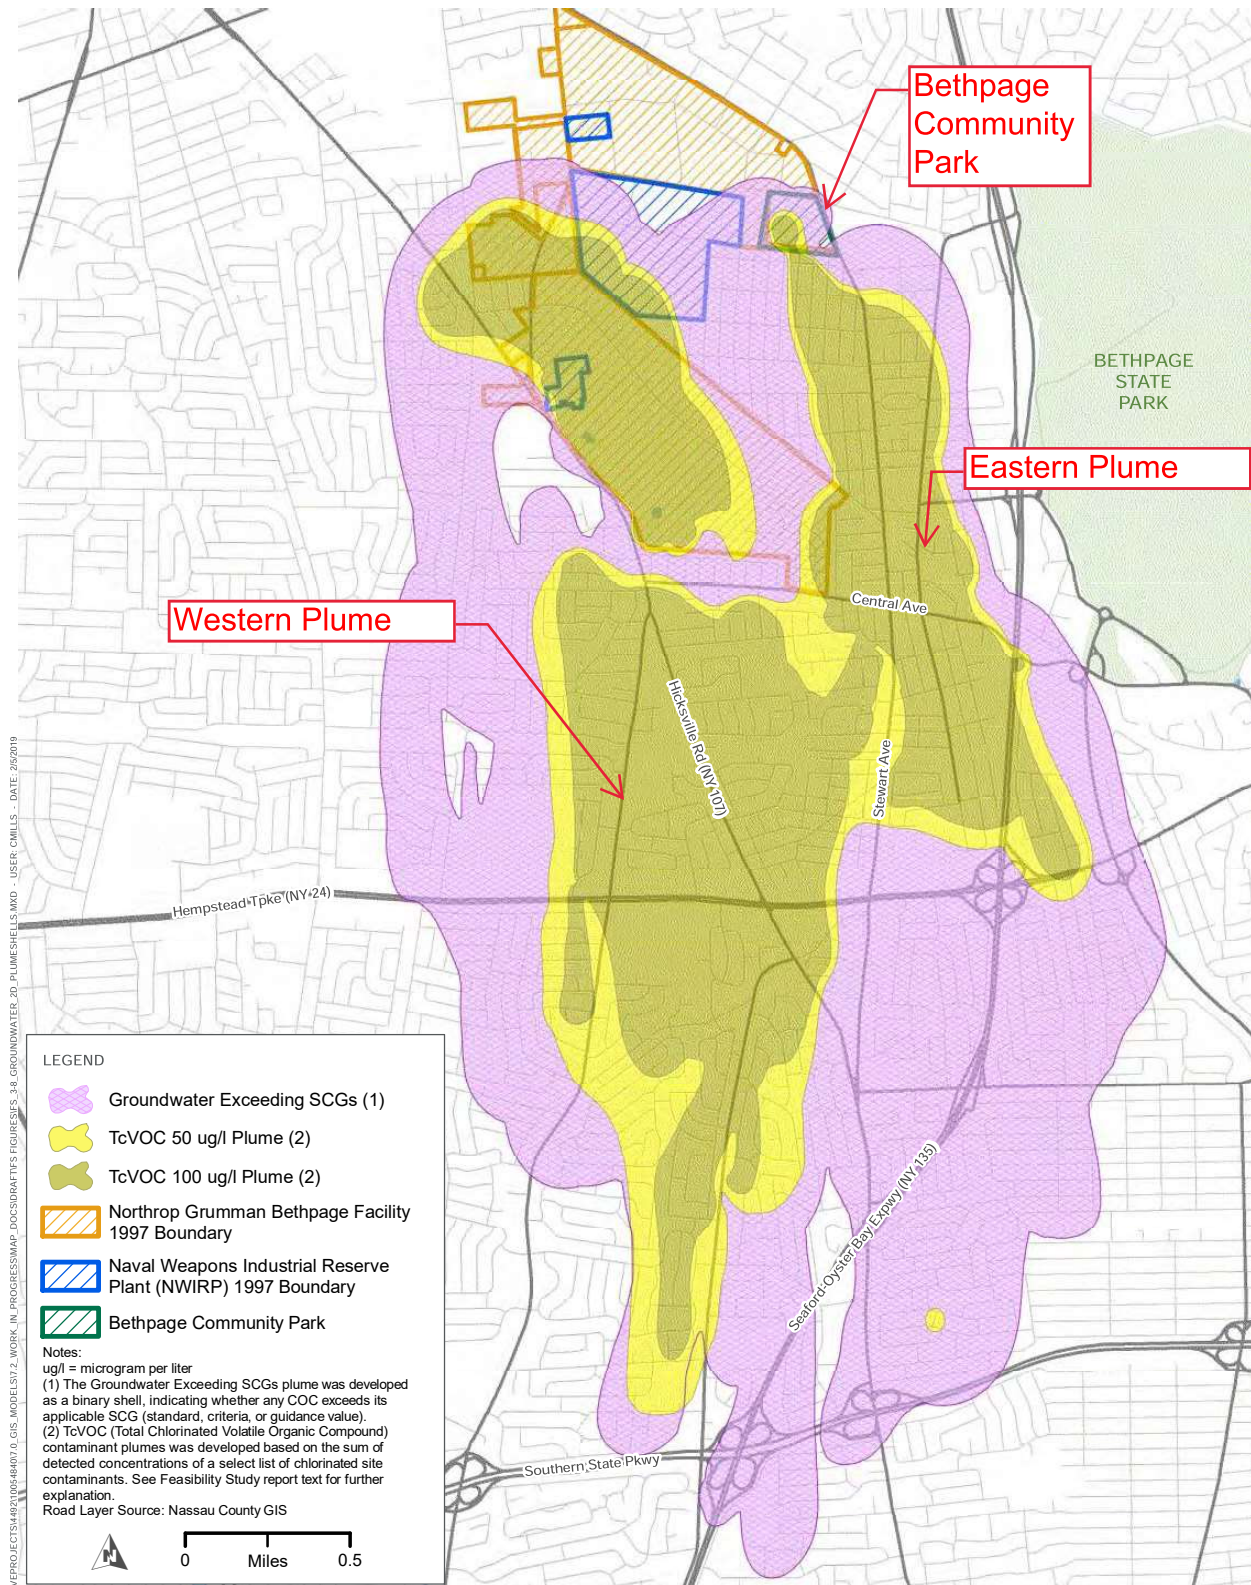 Bethpage
Community
Park
BETHPAGE
STATE
PARK
Eastern Plume
Central Ave
Western Plume
Hicksville Rd (NY 107)
Stewart Ave
Hempstead Tpke (NY 24)
Seaford-Oyster Bay Expwy (NY 135)
Southern State Pkwy
LEGEND
Groundwater Exceeding SCGs (1)
TcVOC 50 ug/l Plume (2)
TcVOC 100 ug/l Plume (2)
Northrop Grumman Bethpage Facility
1997 Boundary
Naval Weapons Industrial Reserve
Plant (NWIRP) 1997 Boundary
Bethpage Community Park
Notes:
ug/l = microgram per liter
(1) The Groundwater Exceeding SCGs plume was developed
as a binary shell, indicating whether any COC exceeds its
applicable SCG (standard, criteria, or guidance value).
(2) TcVOC (Total Chlorinated Volatile Organic Compound)
contaminant plumes was developed based on the sum of
detected concentrations of a select list of chlorinated site
contaminants. See Feasibility Study report text for further
explanation.
Road Layer Source: Nassau County GIS
N
0 Miles 0.5
- USER: CMILLS - DATE: 2/5/2019